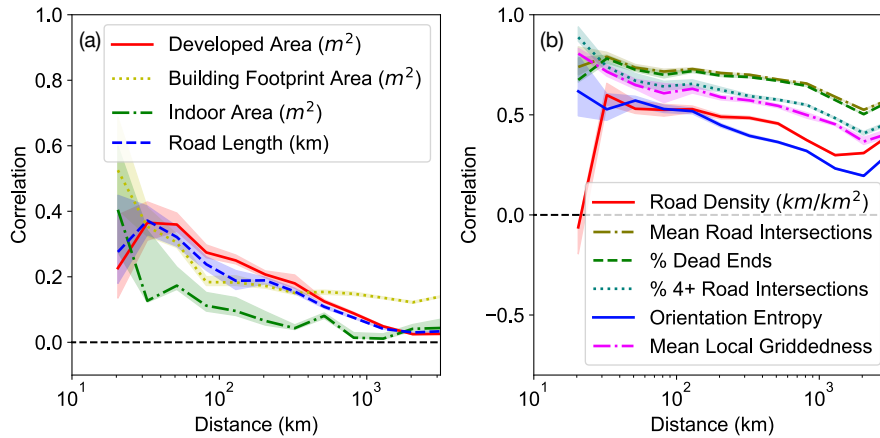 (a)
Developed Area (m²)
Building Footprint Area (m²)
Indoor Area (m²)
Road Length (km)
1.0
0.8
0.6
0.4
0.2
0.0
Correlation
10¹
10²
10³
Distance (km)
(b)
1.0
0.5
0.0
−0.5
Correlation
Road Density (km/km²)
Mean Road Intersections
% Dead Ends
% 4+ Road Intersections
Orientation Entropy
Mean Local Griddedness
10¹
10²
10³
Distance (km)